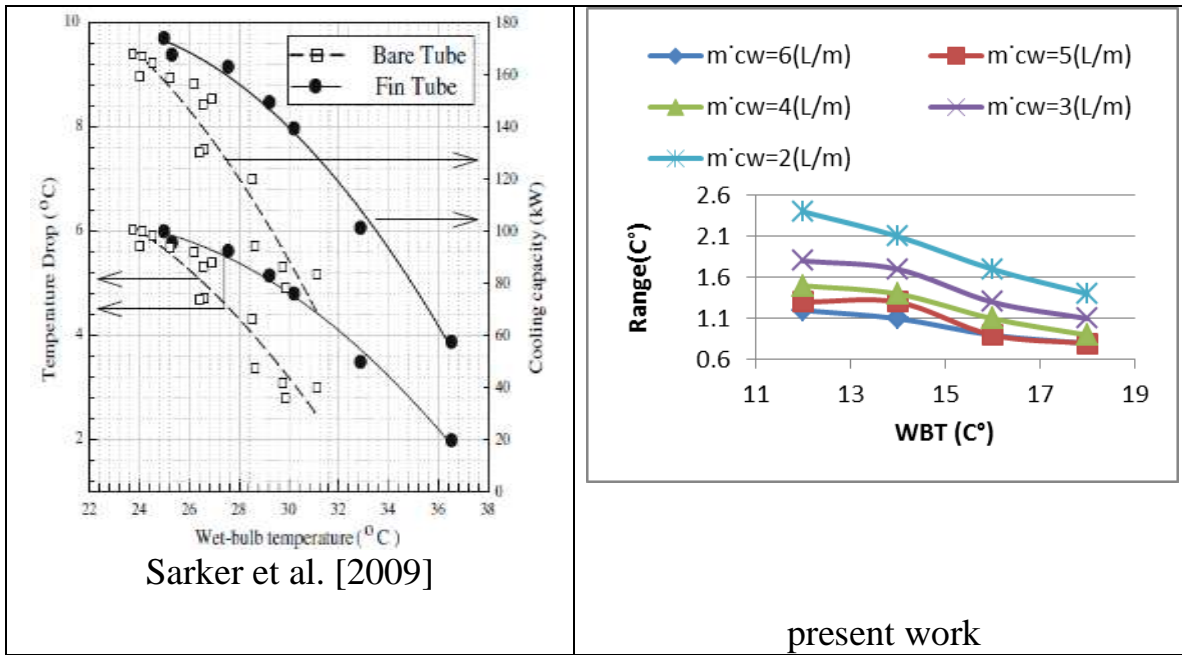 10
8
6
4
2
Temperature Drop (°C)
Bare Tube
Fin Tube
180
160
140
120
100
80
60
40
20
0
Cooling capacity (kW)
22 24 26 28 30 32 34 36 38
Wet-bulb temperature (°C)
Sarker et al. [2009]
m˙cw=6(L/m) m˙cw=5(L/m)
m˙cw=4(L/m) m˙cw=3(L/m)
m˙cw=2(L/m)
2.6
2.1
1.6
1.1
0.6
Range(C°)
11 13 15 17 19
WBT (C°)
present work